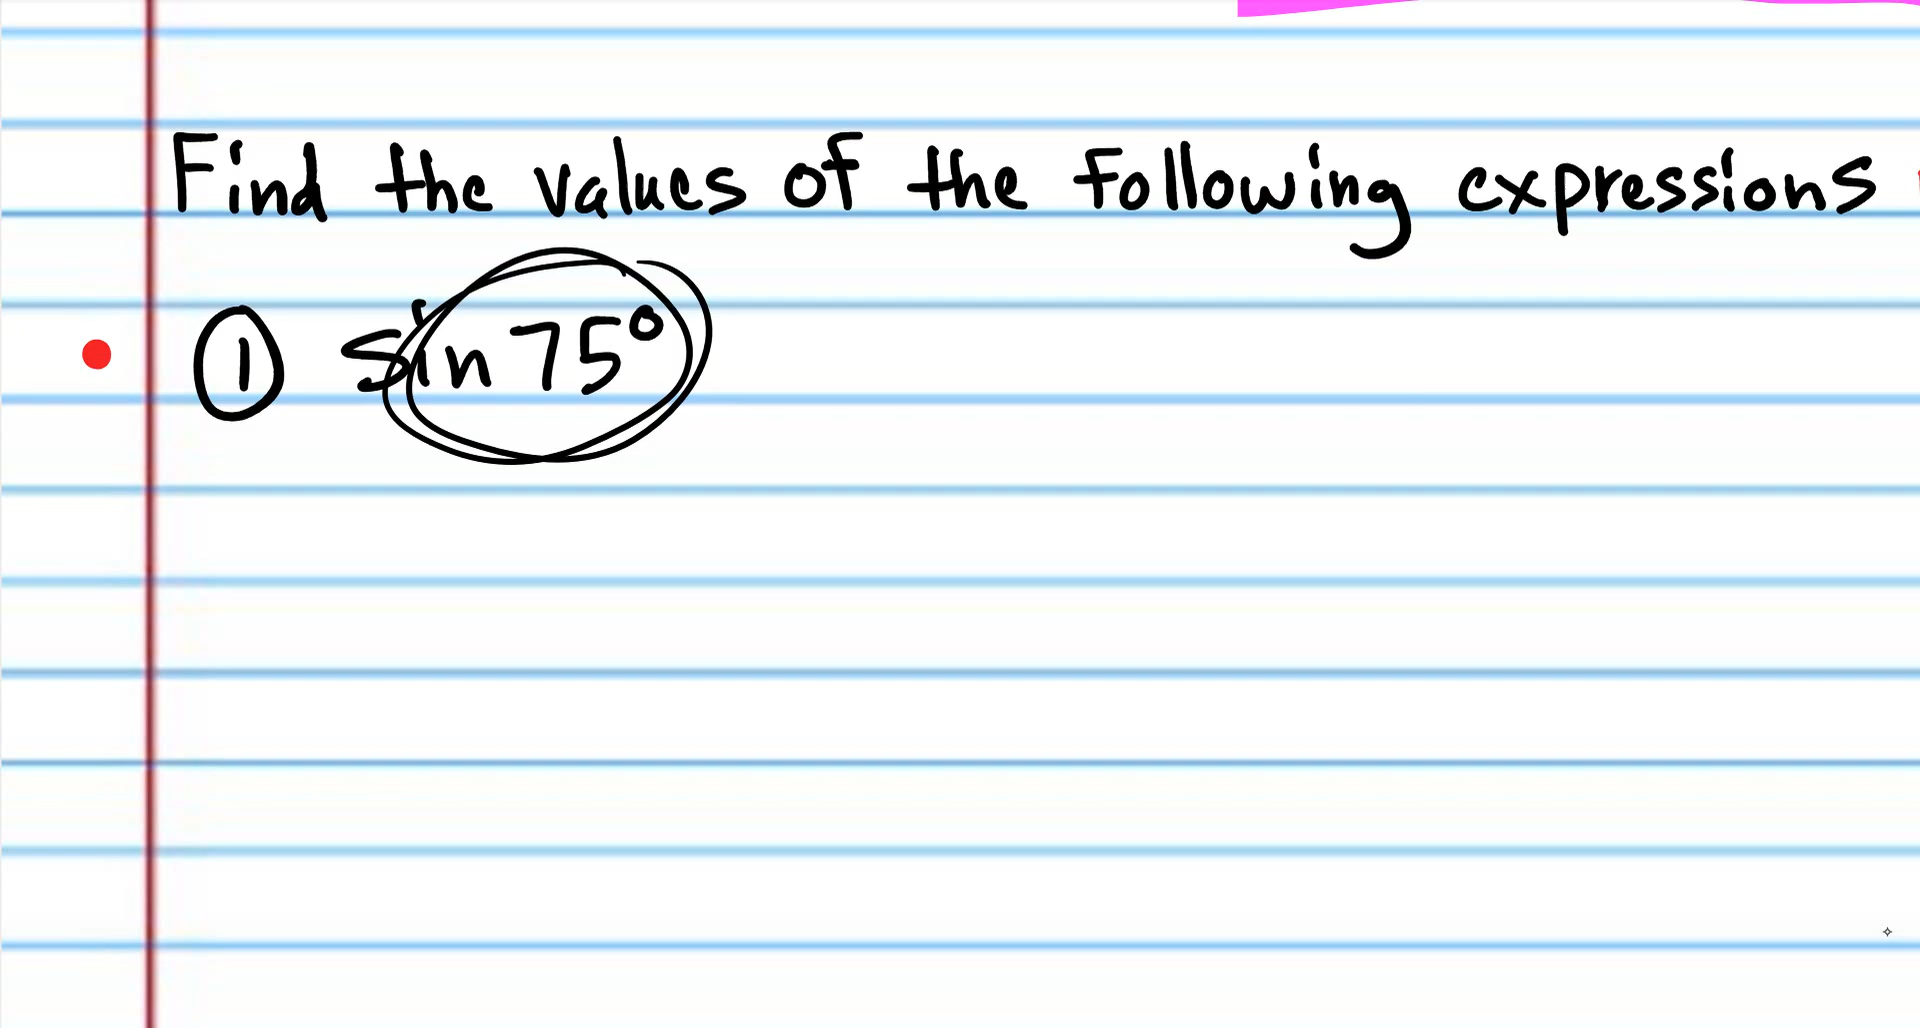 Find the values of the following expressions
① sin 75°